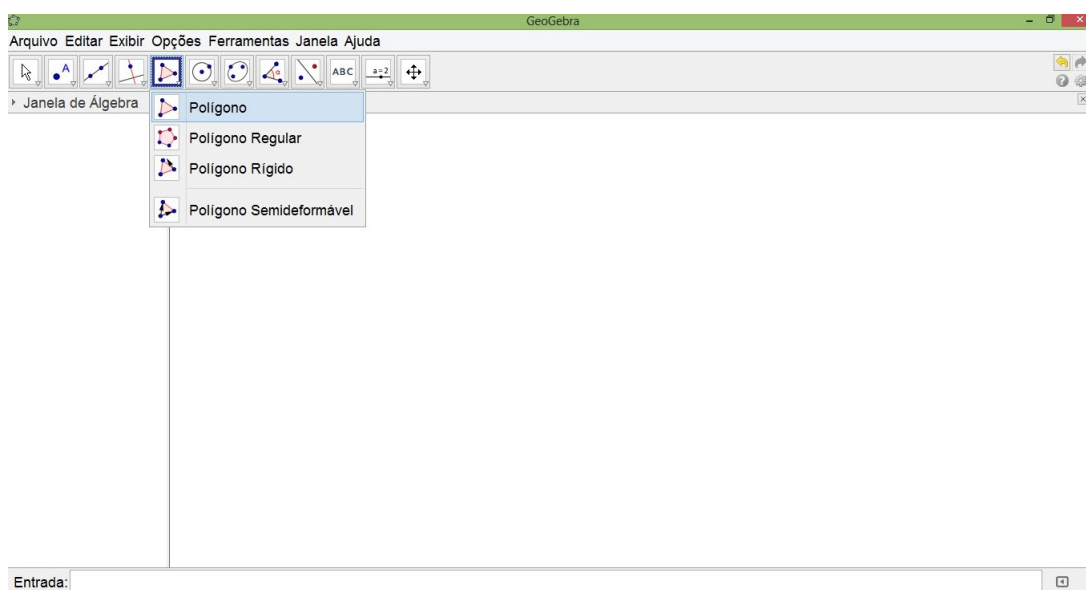 GeoGebra
Arquivo Editar Exibir Opções Ferramentas Janela Ajuda
A α ABC a=2
Janela de Álgebra
Polígono
Polígono Regular
Polígono Rígido
Polígono Semideformável
Entrada: